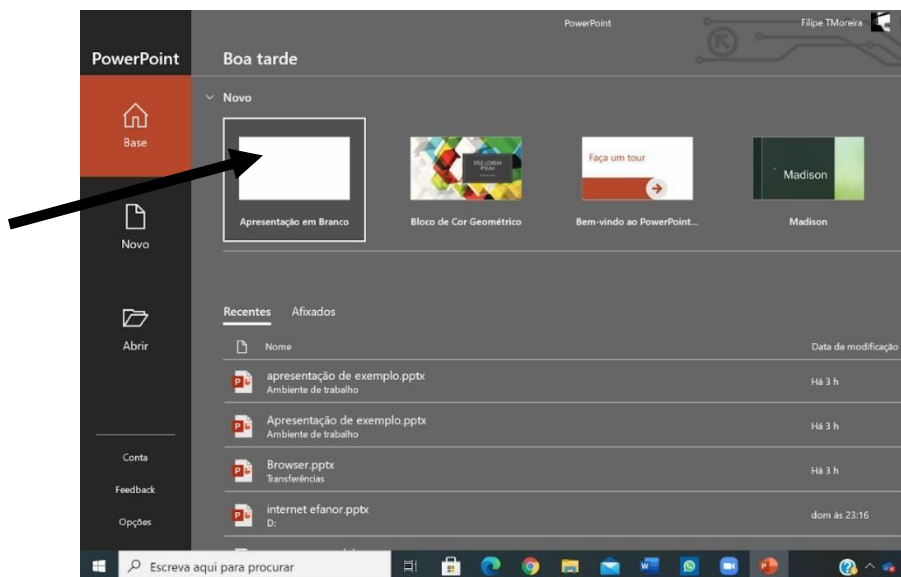 PowerPoint
Filipe TMoreira
PowerPoint
Boa tarde
Base
Novo
Abrir
Conta
Feedback
Opções
Novo
TITLE LOREM
IPSUM
Faça um tour
Madison
Apresentação em Branco
Bloco de Cor Geométrico
Bem-vindo ao PowerPoint...
Madison
Recentes Afixados
Nome Data de modificação
apresentação de exemplo.pptx
Ambiente de trabalho
Há 3 h
Apresentação de exemplo.pptx
Ambiente de trabalho
Há 3 h
Browser.pptx
Transferências
Há 3 h
internet efanor.pptx
D:
dom às 23:16
Escreva aqui para procurar